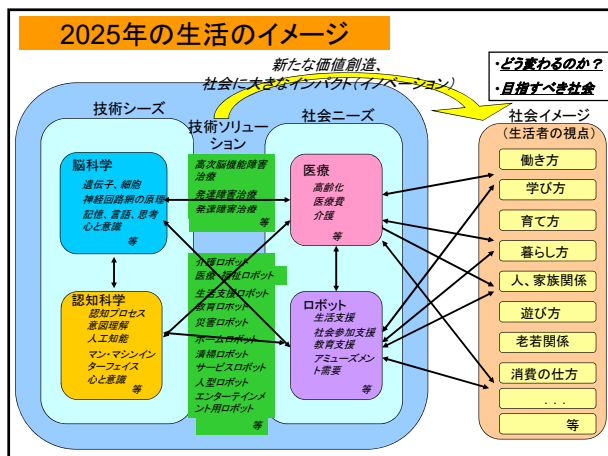 2025年の生活のイメージ
新たな価値創造、
社会に大きなインパクト（イノベーション）
・どう変わるのか？
・目指すべき社会
技術シーズ
技術ソリュー
ション
社会ニーズ
社会イメージ
（生活者の視点）
脳科学
遺伝子、細胞
神経回路網の原理
記憶、言語、思考
心と意識
等
認知科学
認知プロセス
意図理解
人工知能
マン・マシンイン
ターフェイス
心と意識
等
高次脳機能障害
治療
発達障害治療
発達障害治療
等
介護ロボット
医療・福祉ロボット
生活支援ロボット
教育ロボット
災害ロボット
ホームロボット
清掃ロボット
サービスロボット
人型ロボット
エンターテインメ
ント用ロボット
等
医療
高齢化
医療費
介護
等
ロボット
生活支援
社会参加支援
教育支援
アミューズメン
ト需要
等
働き方
学び方
育て方
暮らし方
人、家族関係
遊び方
老若関係
消費の仕方
．．．
等